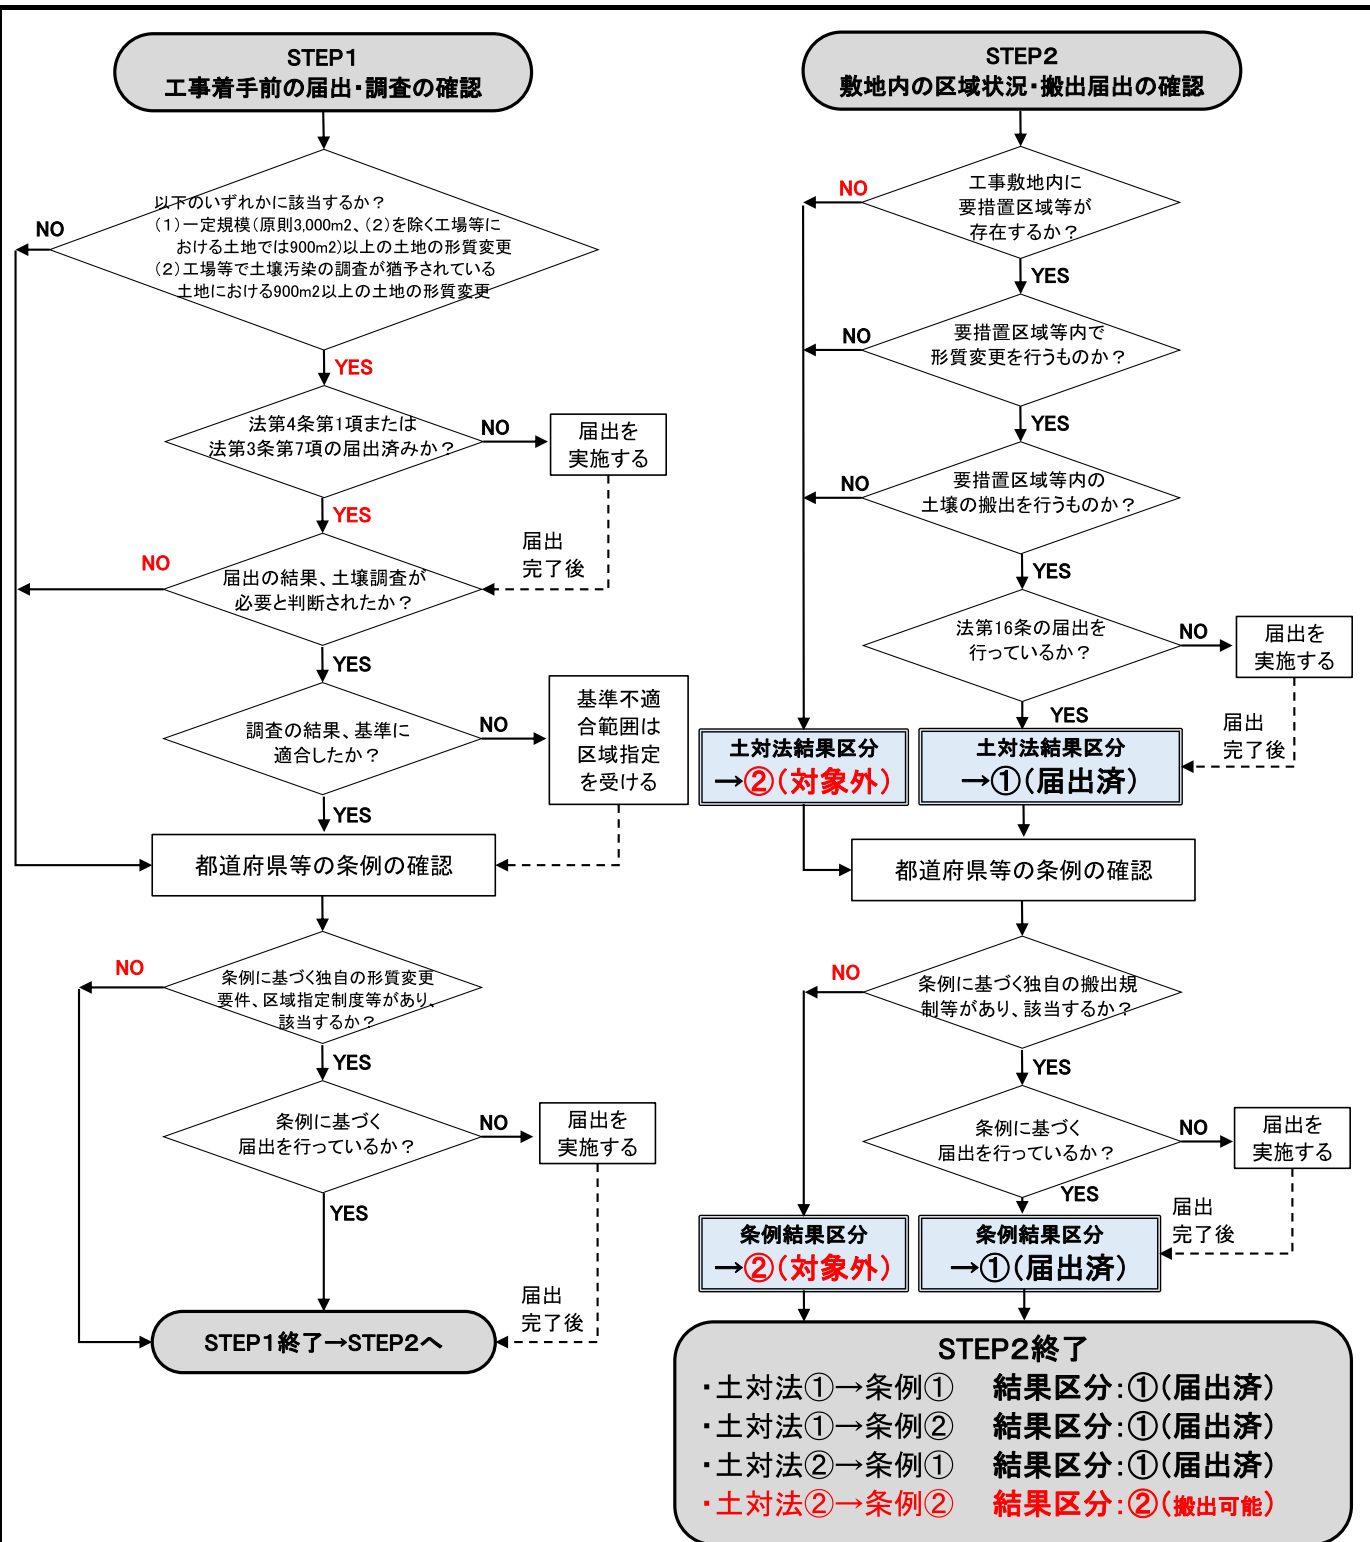 STEP1
工事着手前の届出・調査の確認
以下のいずれかに該当するか？
（1）一定規模（原則3,000m2、（2）を除く工場等に
おける土地では900m2）以上の土地の形質変更
（2）工場等で土壌汚染の調査が猶予されている
土地における900m2以上の土地の形質変更
NO
YES
法第4条第1項または
法第3条第7項の届出済みか？
NO
届出を
実施する
YES
届出
完了後
NO
届出の結果、土壌調査が
必要と判断されたか？
YES
調査の結果、基準に
適合したか？
NO
基準不適
合範囲は
区域指定
を受ける
YES
都道府県等の条例の確認
NO
条例に基づく独自の形質変更
要件、区域指定制度等があり、
該当するか？
YES
条例に基づく
届出を行っているか？
NO
届出を
実施する
YES
届出
完了後
STEP1終了→STEP2へ
STEP2
敷地内の区域状況・搬出届出の確認
NO
工事敷地内に
要措置区域等が
存在するか？
YES
NO
要措置区域等内で
形質変更を行うものか？
YES
NO
要措置区域等内の
土壌の搬出を行うものか？
YES
法第16条の届出を
行っているか？
NO
届出を
実施する
YES
届出
完了後
土対法結果区分
→②（対象外）
土対法結果区分
→①（届出済）
都道府県等の条例の確認
NO
条例に基づく独自の搬出規
制等があり、該当するか？
YES
条例に基づく
届出を行っているか？
NO
届出を
実施する
YES
届出
完了後
条例結果区分
→②（対象外）
条例結果区分
→①（届出済）
STEP2終了
・土対法①→条例①　結果区分：①（届出済）
・土対法①→条例②　結果区分：①（届出済）
・土対法②→条例①　結果区分：①（届出済）
・土対法②→条例②　結果区分：②（搬出可能）